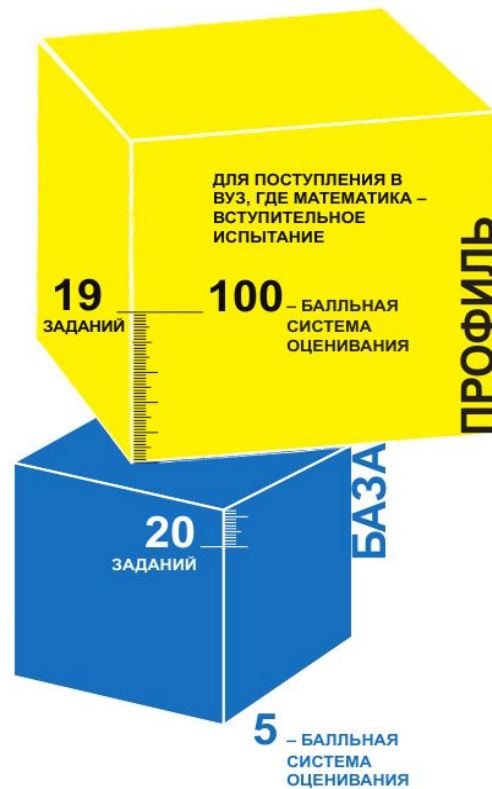 ДЛЯ ПОСТУПЛЕНИЯ В
ВУЗ, ГДЕ МАТЕМАТИКА –
ВСТУПИТЕЛЬНОЕ
ИСПЫТАНИЕ
19
ЗАДАНИЙ
100 – БАЛЛЬНАЯ
СИСТЕМА
ОЦЕНИВАНИЯ
ПРОФИЛЬ
20
ЗАДАНИЙ
БАЗА
5 – БАЛЛЬНАЯ
СИСТЕМА
ОЦЕНИВАНИЯ